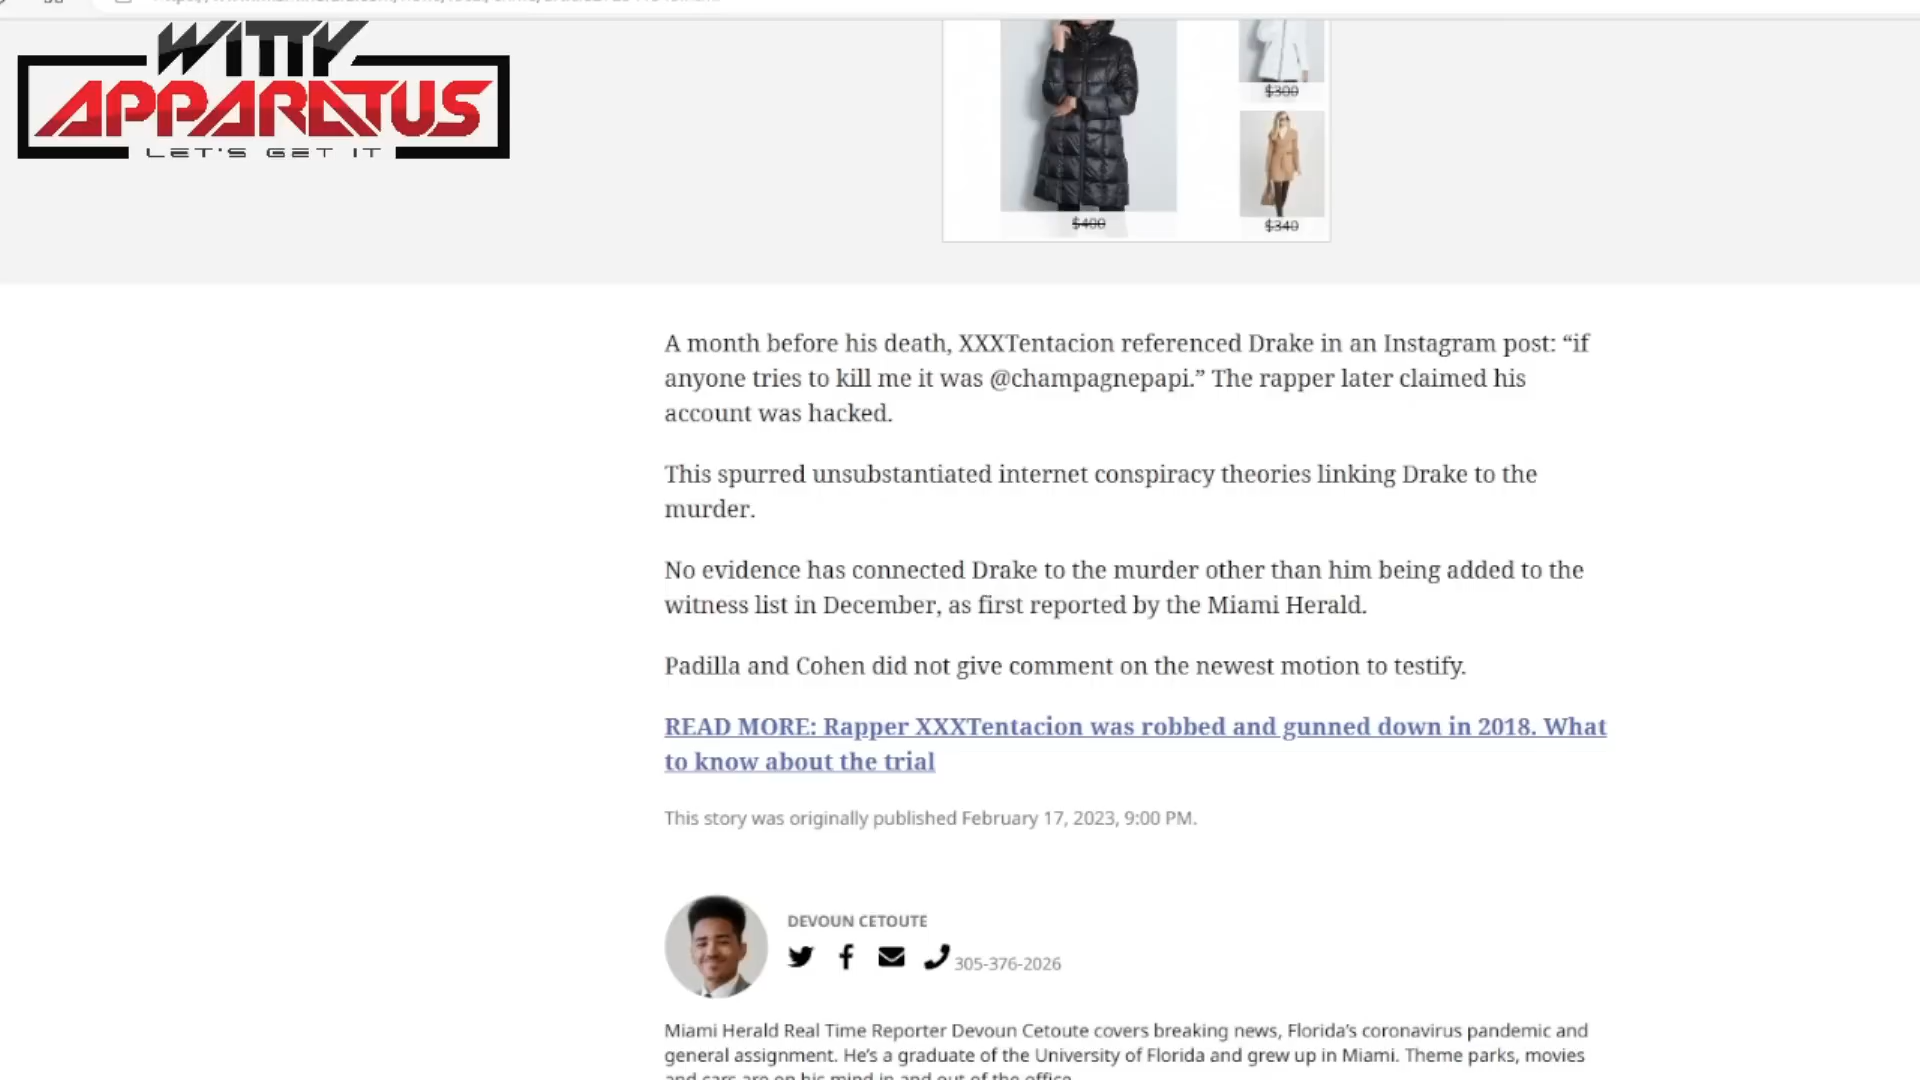 WITTY
APPARATUS
LET'S GET IT
$300
$400
$340
A month before his death, XXXTentacion referenced Drake in an Instagram post: “if
anyone tries to kill me it was @champagnepapi.” The rapper later claimed his
account was hacked.
This spurred unsubstantiated internet conspiracy theories linking Drake to the
murder.
No evidence has connected Drake to the murder other than him being added to the
witness list in December, as first reported by the Miami Herald.
Padilla and Cohen did not give comment on the newest motion to testify.
READ MORE: Rapper XXXTentacion was robbed and gunned down in 2018. What
to know about the trial
This story was originally published February 17, 2023, 9:00 PM.
DEVOUN CETOUTE
305-376-2026
Miami Herald Real Time Reporter Devoun Cetoute covers breaking news, Florida’s coronavirus pandemic and
general assignment. He’s a graduate of the University of Florida and grew up in Miami. Theme parks, movies
and cars are on his mind in and out of the office.